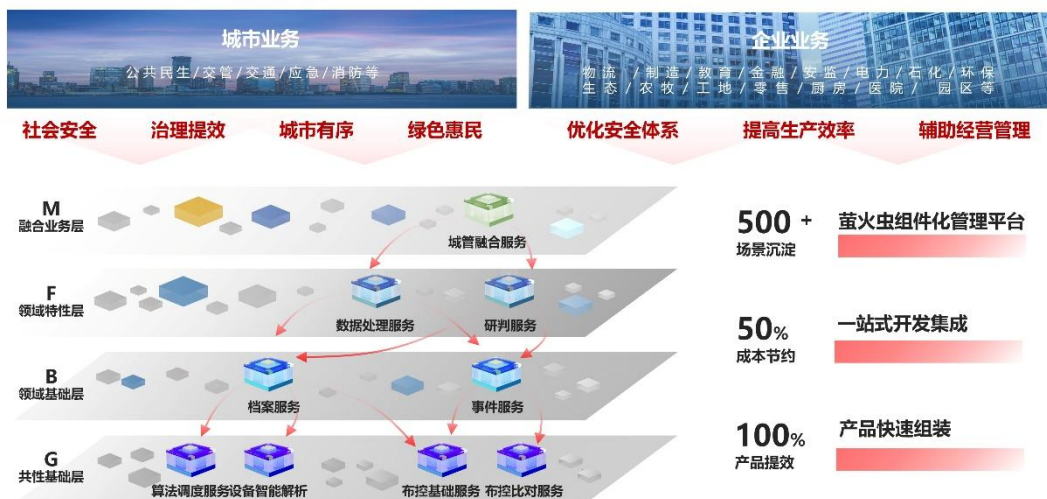 城市业务
公共民生/交管/交通/应急/消防等
企业业务
物流 /制造/教育/金融/安监/电力/石化/环保
生态/农牧/工地/零售/厨房/医院/ 园区等
社会安全
治理提效
城市有序
绿色惠民
优化安全体系
提高生产效率
辅助经营管理
M
融合业务层
城管融合服务
F
领域特性层
数据处理服务
研判服务
B
领域基础层
档案服务
事件服务
G
共性基础层
算法调度服务
设备智能解析
布控基础服务
布控比对服务
500 +
场景沉淀
萤火虫组件化管理平台
50%
成本节约
一站式开发集成
100%
产品提效
产品快速组装